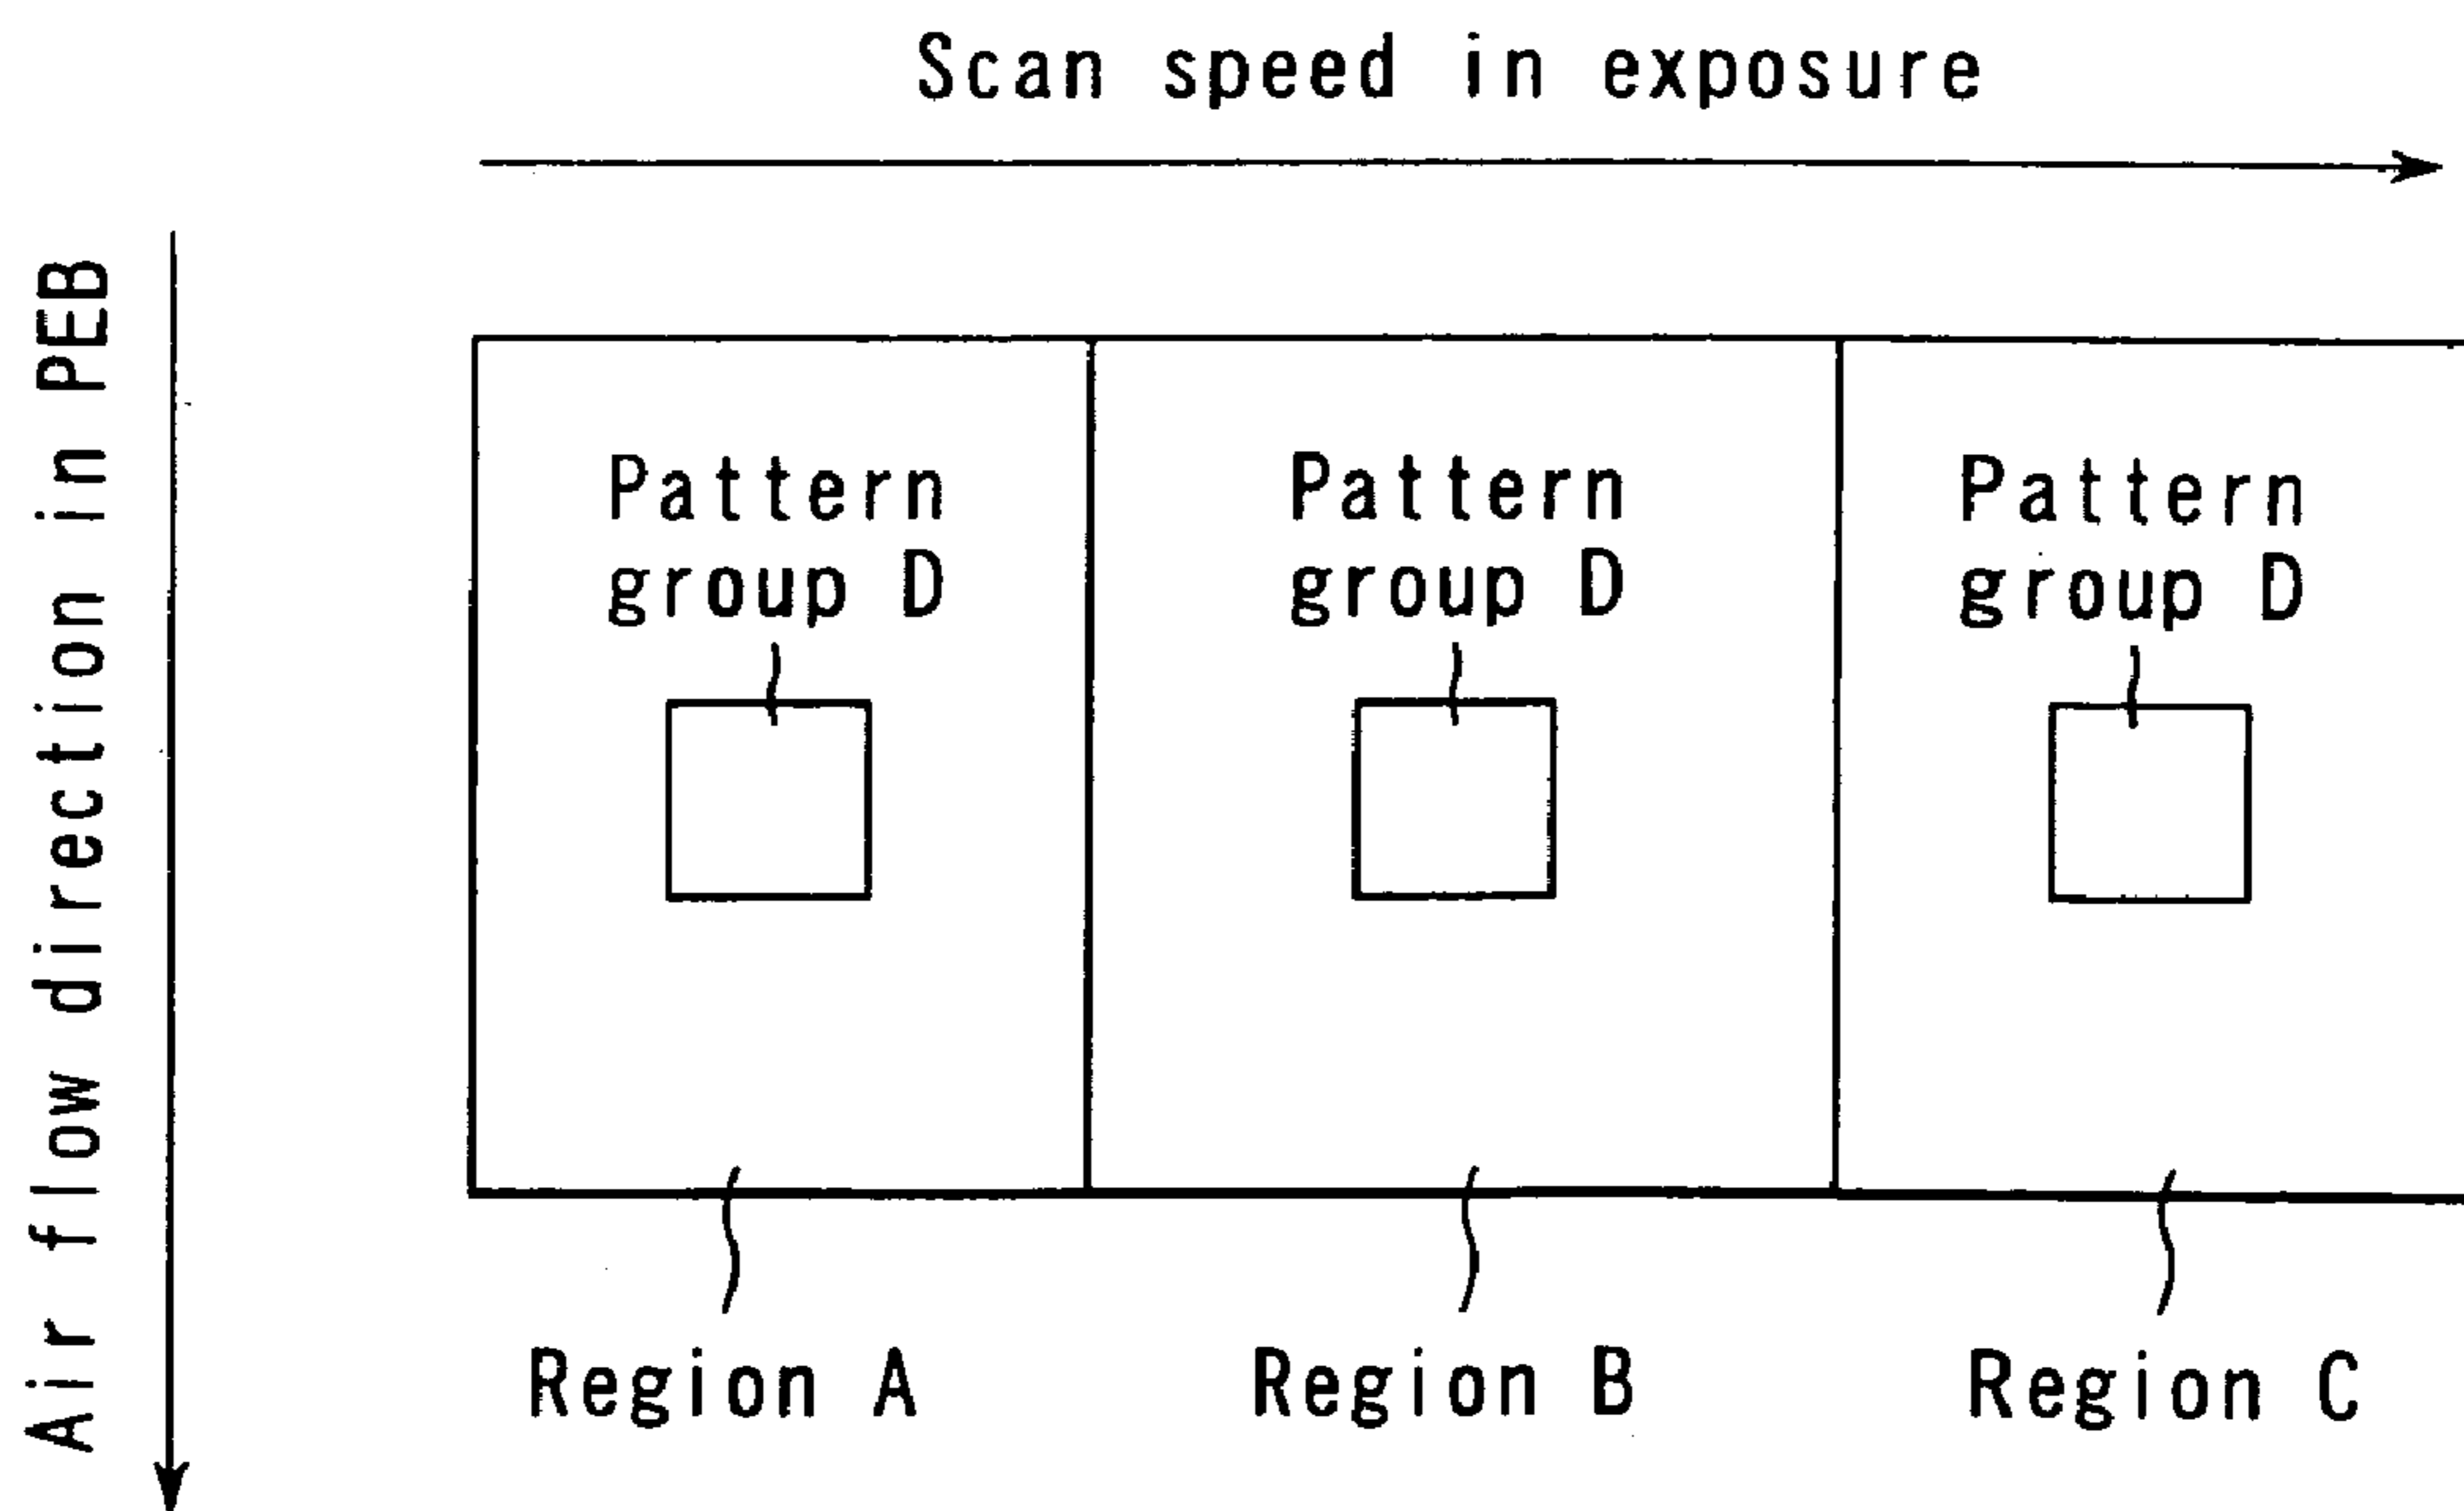 Scan speed in exposure
Air flow direction in PEB
Pattern
group D
Pattern
group D
Pattern
group D
Region A
Region B
Region C